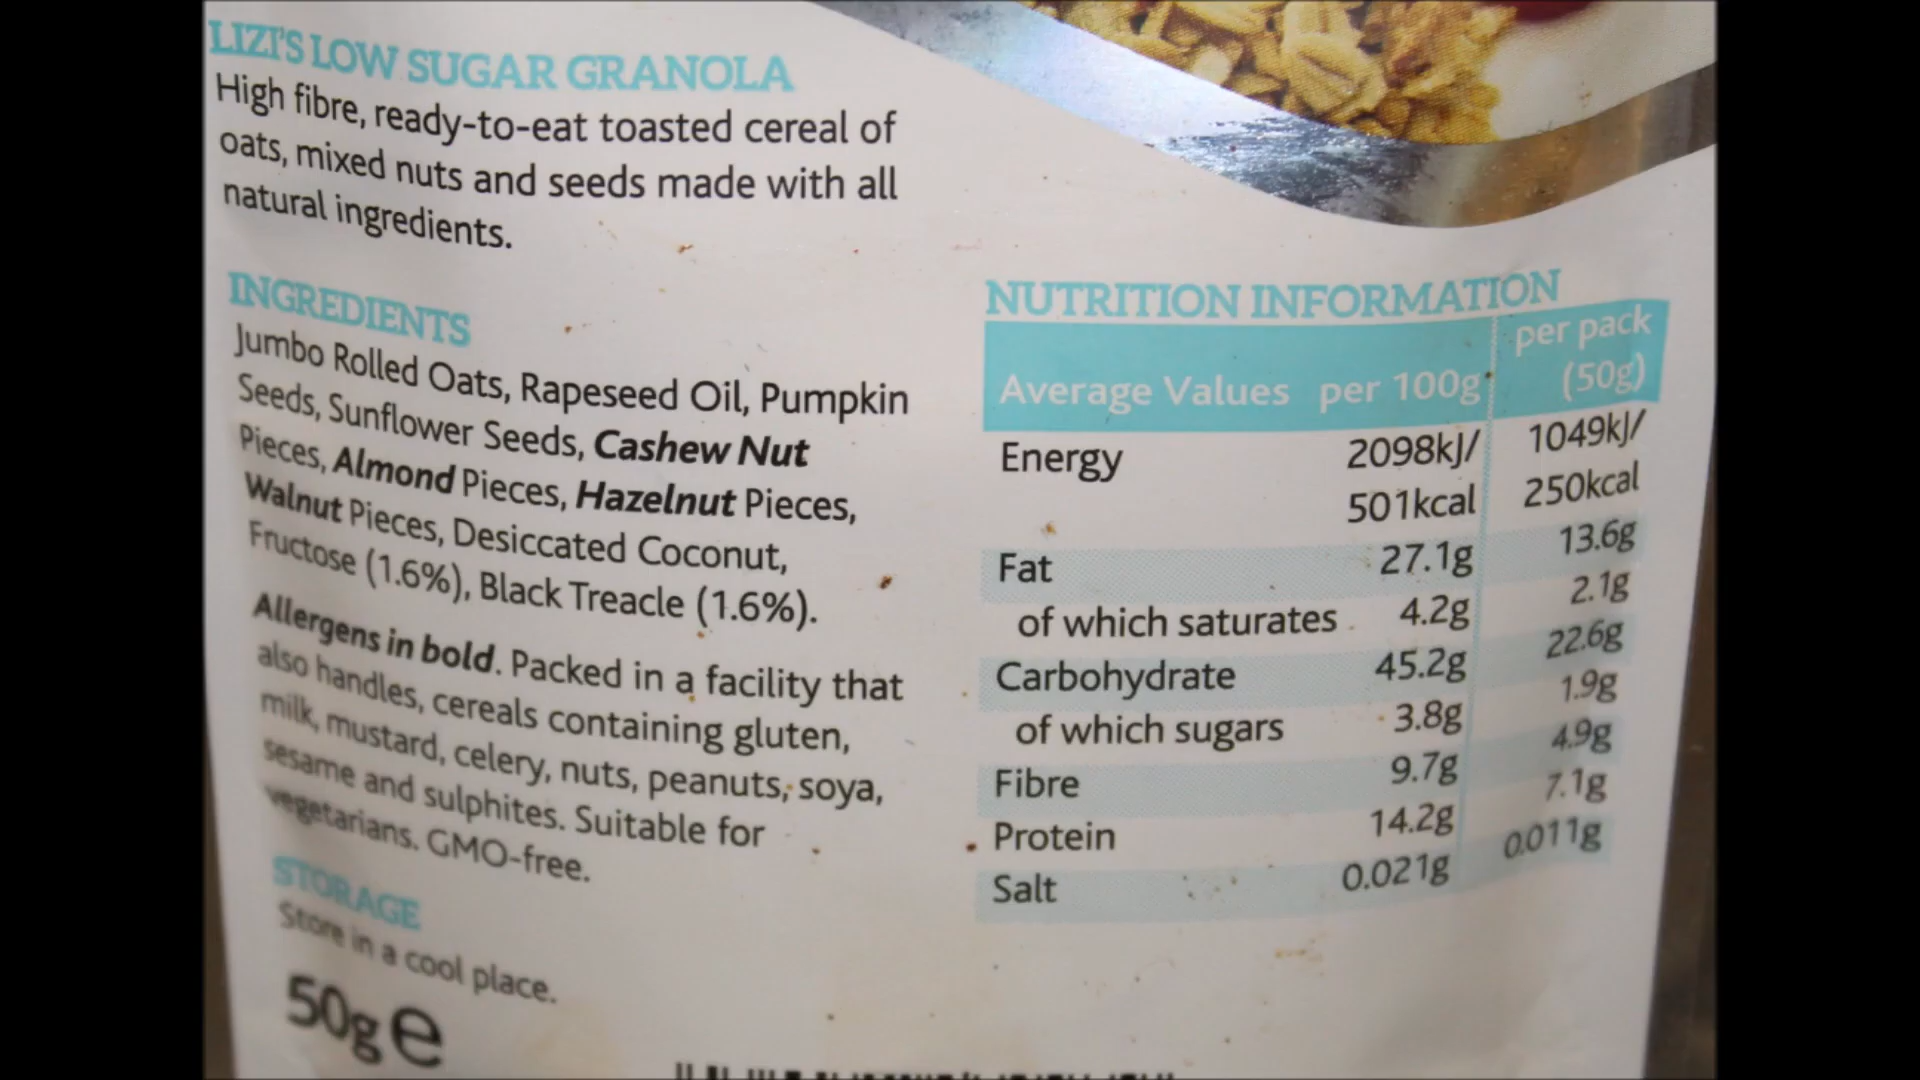 LIZI'S LOW SUGAR GRANOLA
High fibre, ready-to-eat toasted cereal of
oats, mixed nuts and seeds made with all
natural ingredients.
INGREDIENTS
Jumbo Rolled Oats, Rapeseed Oil, Pumpkin
Seeds, Sunflower Seeds, Cashew Nut
Pieces, Almond Pieces, Hazelnut Pieces,
Walnut Pieces, Desiccated Coconut,
Fructose (1.6%), Black Treacle (1.6%).
Allergens in bold. Packed in a facility that
also handles, cereals containing gluten,
milk, mustard, celery, nuts, peanuts, soya,
sesame and sulphites. Suitable for
vegetarians. GMO-free.
STORAGE
Store in a cool place.
50g e
NUTRITION INFORMATION
Average Values per 100g per pack (50g)
Energy 2098kJ/ 1049kJ/
501kcal 250kcal
Fat 27.1g 13.6g
of which saturates 4.2g 2.1g
Carbohydrate 45.2g 22.6g
of which sugars 3.8g 1.9g
Fibre 9.7g 4.9g
Protein 14.2g 7.1g
Salt 0.021g 0.011g